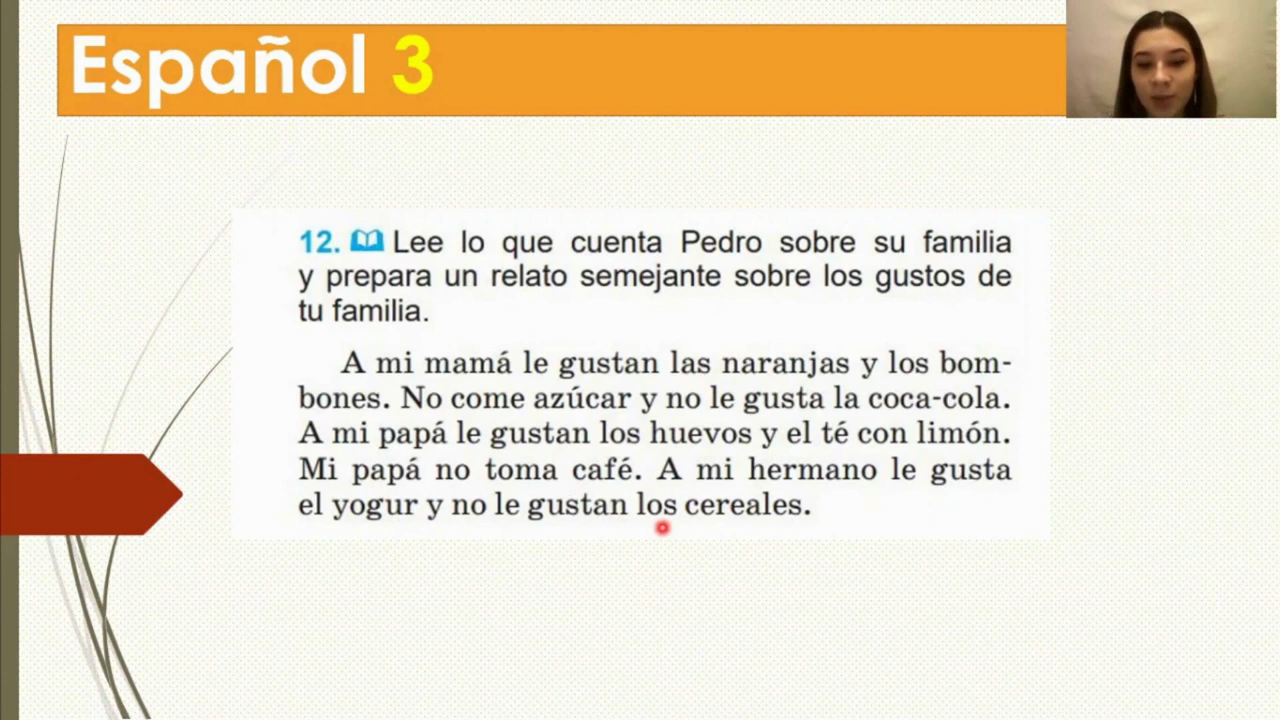 Español 3
12. Lee lo que cuenta Pedro sobre su familia
y prepara un relato semejante sobre los gustos de
tu familia.
A mi mamá le gustan las naranjas y los bom-
bones. No come azúcar y no le gusta la coca-cola.
A mi papá le gustan los huevos y el té con limón.
Mi papá no toma café. A mi hermano le gusta
el yogur y no le gustan los cereales.